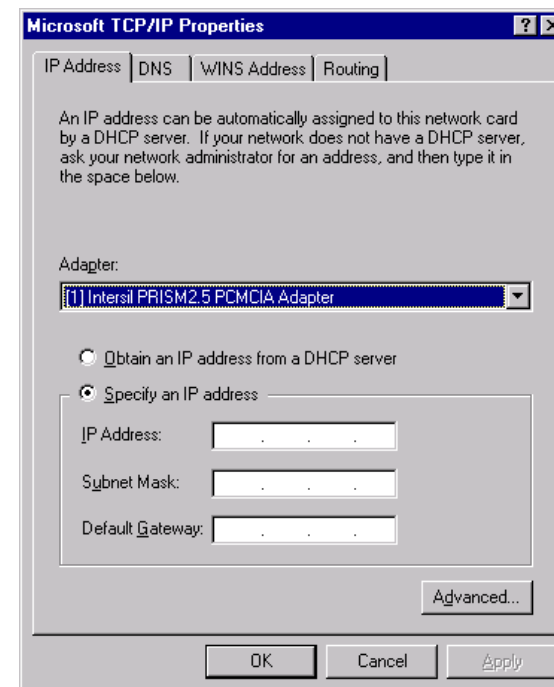 Microsoft TCP/IP Properties
IP Address DNS WINS Address Routing
An IP address can be automatically assigned to this network card
by a DHCP server. If your network does not have a DHCP server,
ask your network administrator for an address, and then type it in
the space below.
Adapter:
[1] Intersil PRISM2.5 PCMCIA Adapter
Obtain an IP address from a DHCP server
Specify an IP address
IP Address:
Subnet Mask:
Default Gateway:
Advanced...
OK Cancel Apply